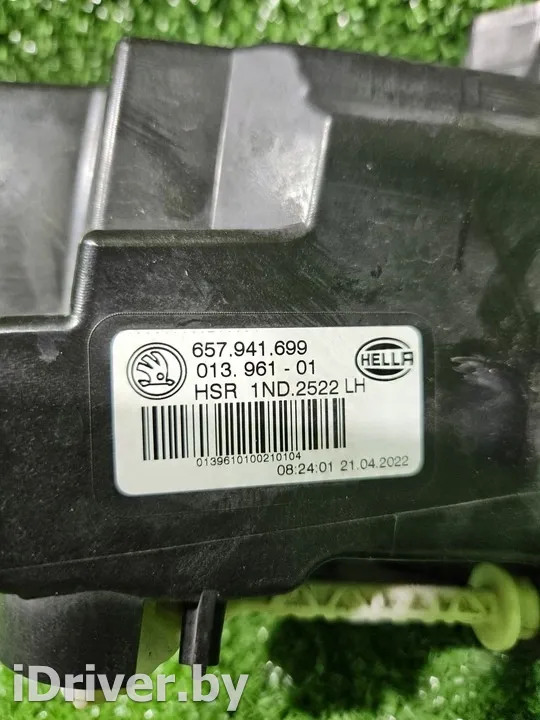 657.941.699
013. 961 - 01
HSR 1ND.2522 LH
HELLA
0139610100210104
08:24:01 21.04.2022
iDriver.by